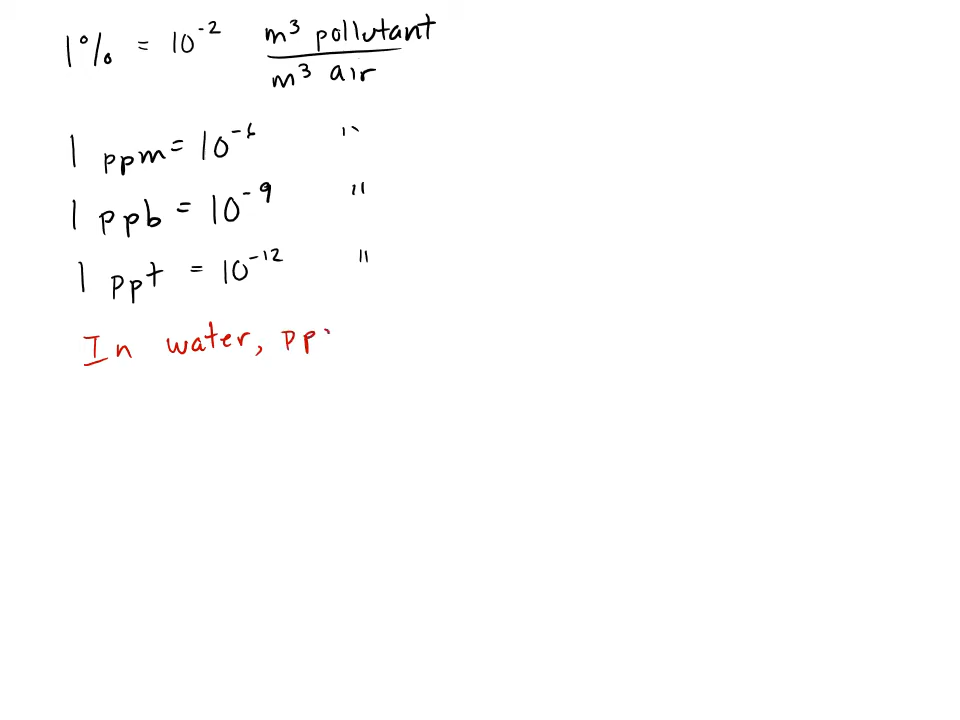 1% = 10⁻² m³ pollutant
m³ air
1 ppm = 10⁻⁶ "
1 ppb = 10⁻⁹ "
1 ppt = 10⁻¹² "
In water, pp